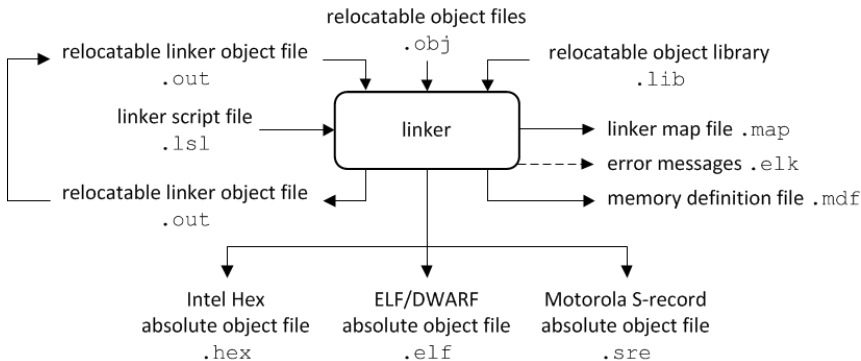 relocatable object files
.obj
relocatable linker object file
.out
relocatable object library
.lib
linker script file
.lsl
linker
linker map file .map
error messages .elk
memory definition file .mdf
relocatable linker object file
.out
Intel Hex
absolute object file
.hex
ELF/DWARF
absolute object file
.elf
Motorola S-record
absolute object file
.sre